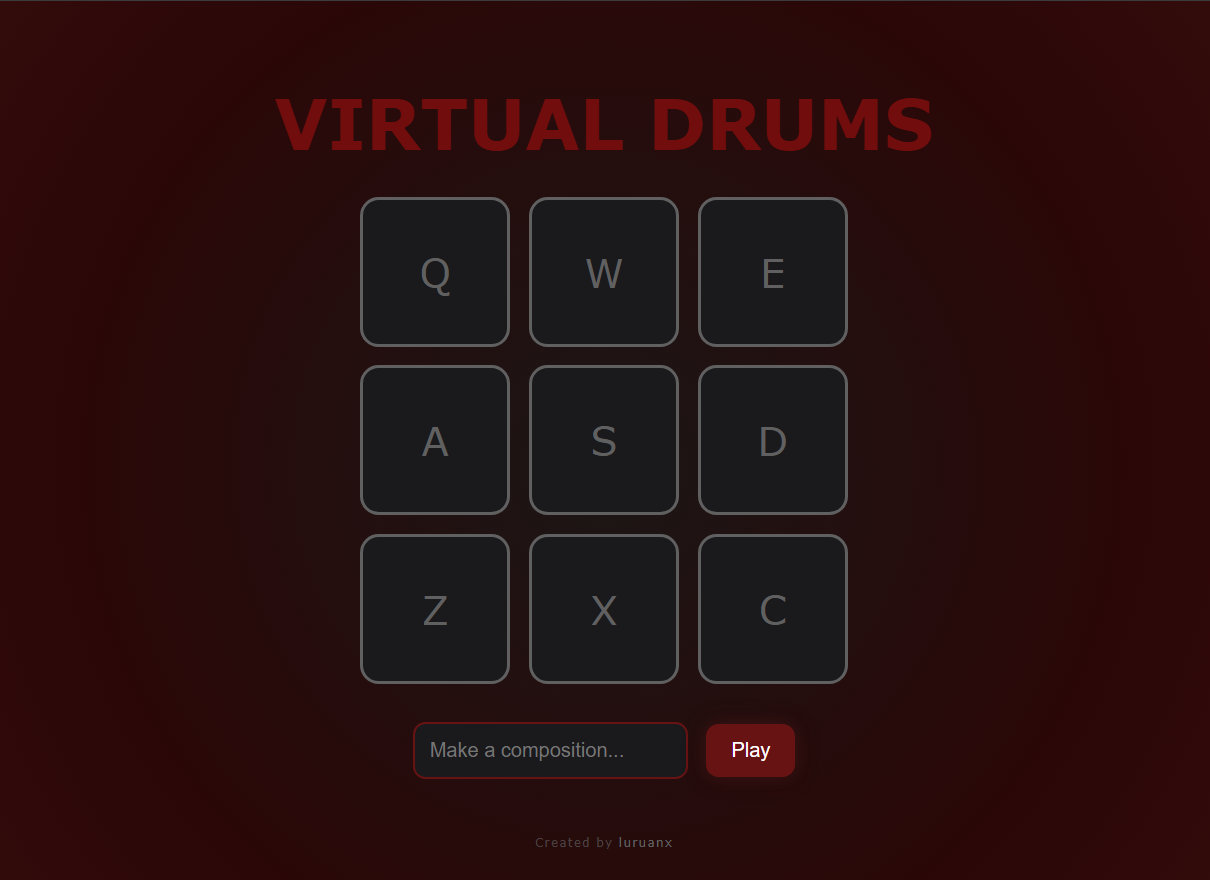 VIRTUAL DRUMS
Q W E
A S D
Z X C
Make a composition... Play
Created by luruanx